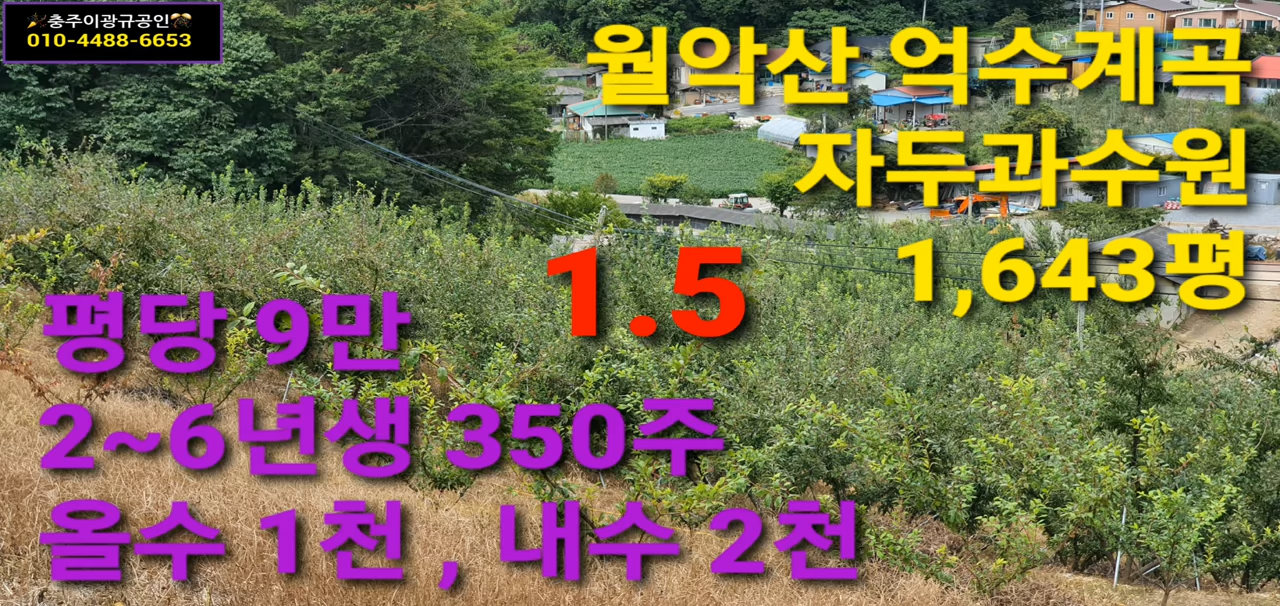 충주이광규공인
010-4488-6653
월악산 억수계곡
자두과수원
1,643평
1.5
평당 9만
2~6년생 350주
올수 1천 , 내수 2천